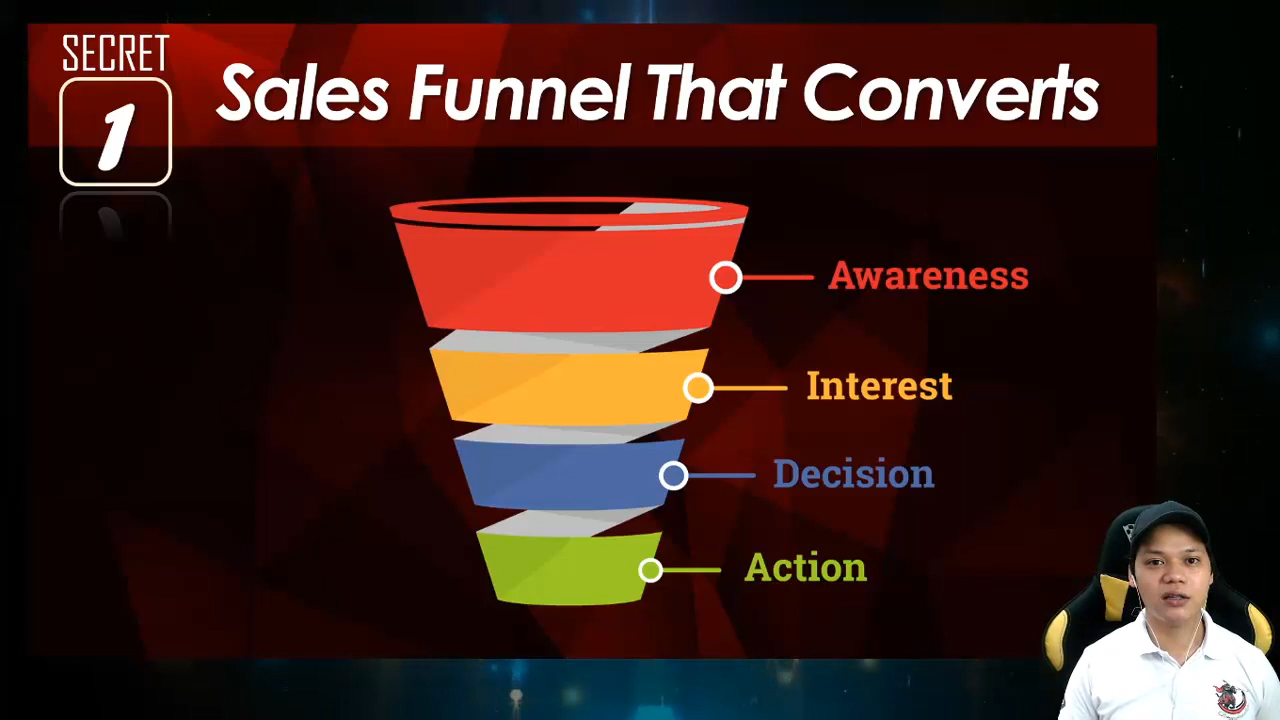 SECRET
1
Sales Funnel That Converts
Awareness
Interest
Decision
Action